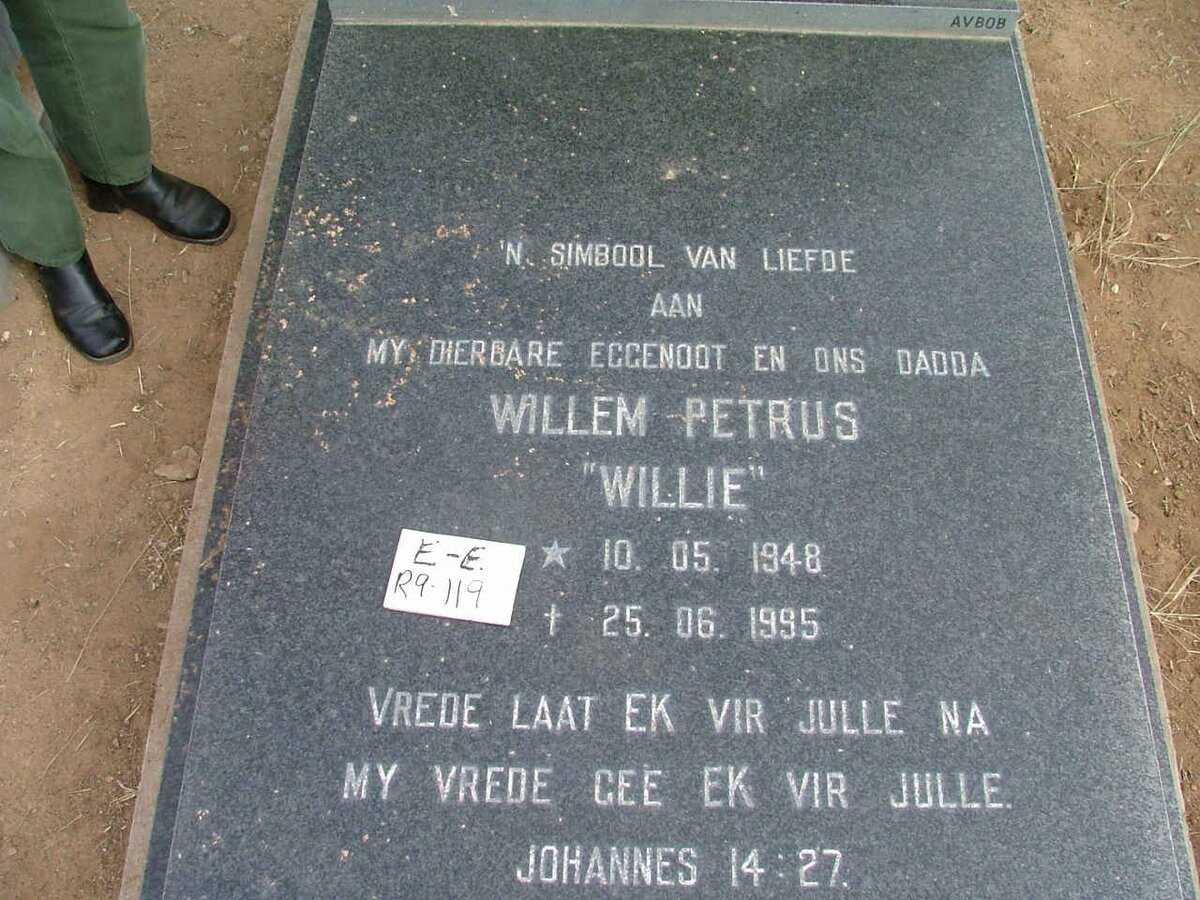 AVBOB
'N SIMBOOL VAN LIEFDE
AAN
MY DIERBARE EGGENOOT EN ONS DADDA
WILLEM PETRUS
"WILLIE"
E-E.
R9-119
☆ 10. 05. 1948
† 25. 06. 1995
VREDE LAAT EK VIR JULLE NA
MY VREDE GEE EK VIR JULLE.
JOHANNES 14:27.